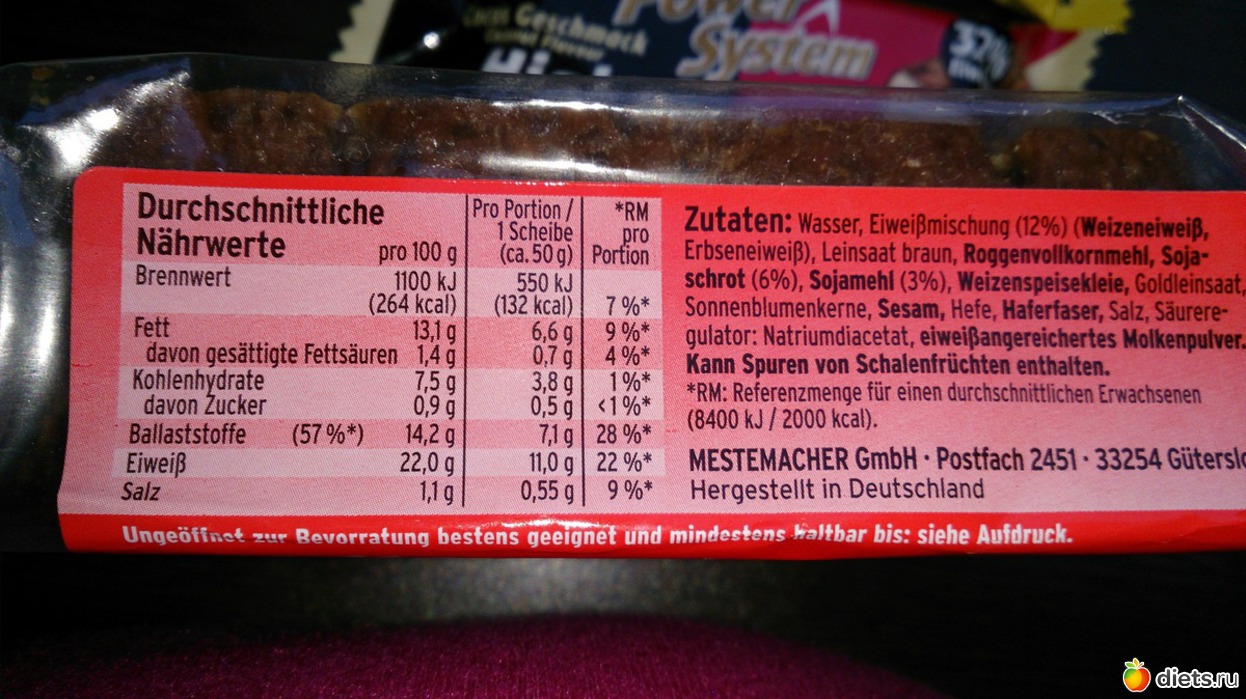 Geschmack
Power
System
32%
Durchschnittliche
Nährwerte
pro 100 g
Pro Portion /
1 Scheibe
(ca. 50 g)
*RM
pro
Portion
Brennwert 1100 kJ 550 kJ
(264 kcal) (132 kcal) 7 %*
Fett 13,1 g 6,6 g 9 %*
davon gesättigte Fettsäuren 1,4 g 0,7 g 4 %*
Kohlenhydrate 7,5 g 3,8 g 1 %*
davon Zucker 0,9 g 0,5 g <1 %*
Ballaststoffe (57 %*) 14,2 g 7,1 g 28 %*
Eiweiß 22,0 g 11,0 g 22 %*
Salz 1,1 g 0,55 g 9 %*
Zutaten: Wasser, Eiweißmischung (12%) (Weizeneiweiß,
Erbseneiweiß), Leinsaat braun, Roggenvollkornmehl, Soja-
schrot (6%), Sojamehl (3%), Weizenspeisekleie, Goldleinsaat,
Sonnenblumenkerne, Sesam, Hefe, Haferfaser, Salz, Säurere-
gulator: Natriumdiacetat, eiweißangereichertes Molkenpulver.
Kann Spuren von Schalenfrüchten enthalten.
*RM: Referenzmenge für einen durchschnittlichen Erwachsenen
(8400 kJ / 2000 kcal).
MESTEMACHER GmbH · Postfach 2451 · 33254 Gütersl
Hergestellt in Deutschland
Ungeöffnet zur Bevorratung bestens geeignet und mindestens haltbar bis: siehe Aufdruck.
diets.ru